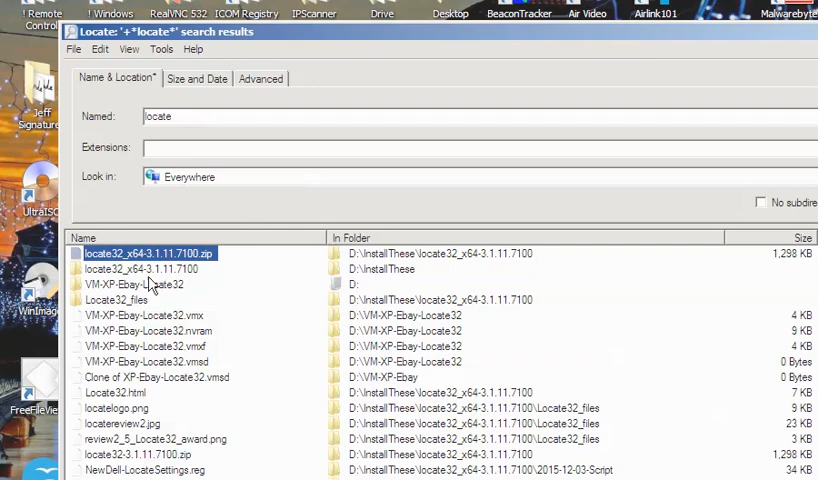 ! Remote ! Windows RealVNC 532 ICOM Registry IPScanner Drive Desktop BeaconTracker Air Video Airlink101 Malwarebyte
Control
Locate: '+*locate*' search results
File Edit View Tools Help
Name & Location* Size and Date Advanced
Jeff
Signature
Named: locate
Extensions:
Look in: Everywhere
UltraISO
No subdire
Name In Folder Size
locate32_x64-3.1.11.7100.zip D:\InstallThese\locate32_x64-3.1.11.7100 1,298 KB
locate32_x64-3.1.11.7100 D:\InstallThese
VM-XP-Ebay-Locate32 D:
Locate32_files D:\InstallThese\locate32_x64-3.1.11.7100
WinImage
VM-XP-Ebay-Locate32.vmx D:\VM-XP-Ebay-Locate32 4 KB
VM-XP-Ebay-Locate32.nvram D:\VM-XP-Ebay-Locate32 9 KB
VM-XP-Ebay-Locate32.vmxf D:\VM-XP-Ebay-Locate32 4 KB
VM-XP-Ebay-Locate32.vmsd D:\VM-XP-Ebay-Locate32 0 Bytes
Clone of XP-Ebay-Locate32.vmsd D:\VM-XP-Ebay 0 Bytes
Locate32.html D:\InstallThese\locate32_x64-3.1.11.7100 7 KB
FreeFileView
locatelogo.png D:\InstallThese\locate32_x64-3.1.11.7100\Locate32_files 9 KB
locatereview2.jpg D:\InstallThese\locate32_x64-3.1.11.7100\Locate32_files 23 KB
review2_5_Locate32_award.png D:\InstallThese\locate32_x64-3.1.11.7100\Locate32_files 3 KB
locate32-3.1.11.7100.zip D:\InstallThese\locate32_x64-3.1.11.7100 1,298 KB
NewDell-LocateSettings.reg D:\InstallThese\locate32_x64-3.1.11.7100\2015-12-03-Script 34 KB